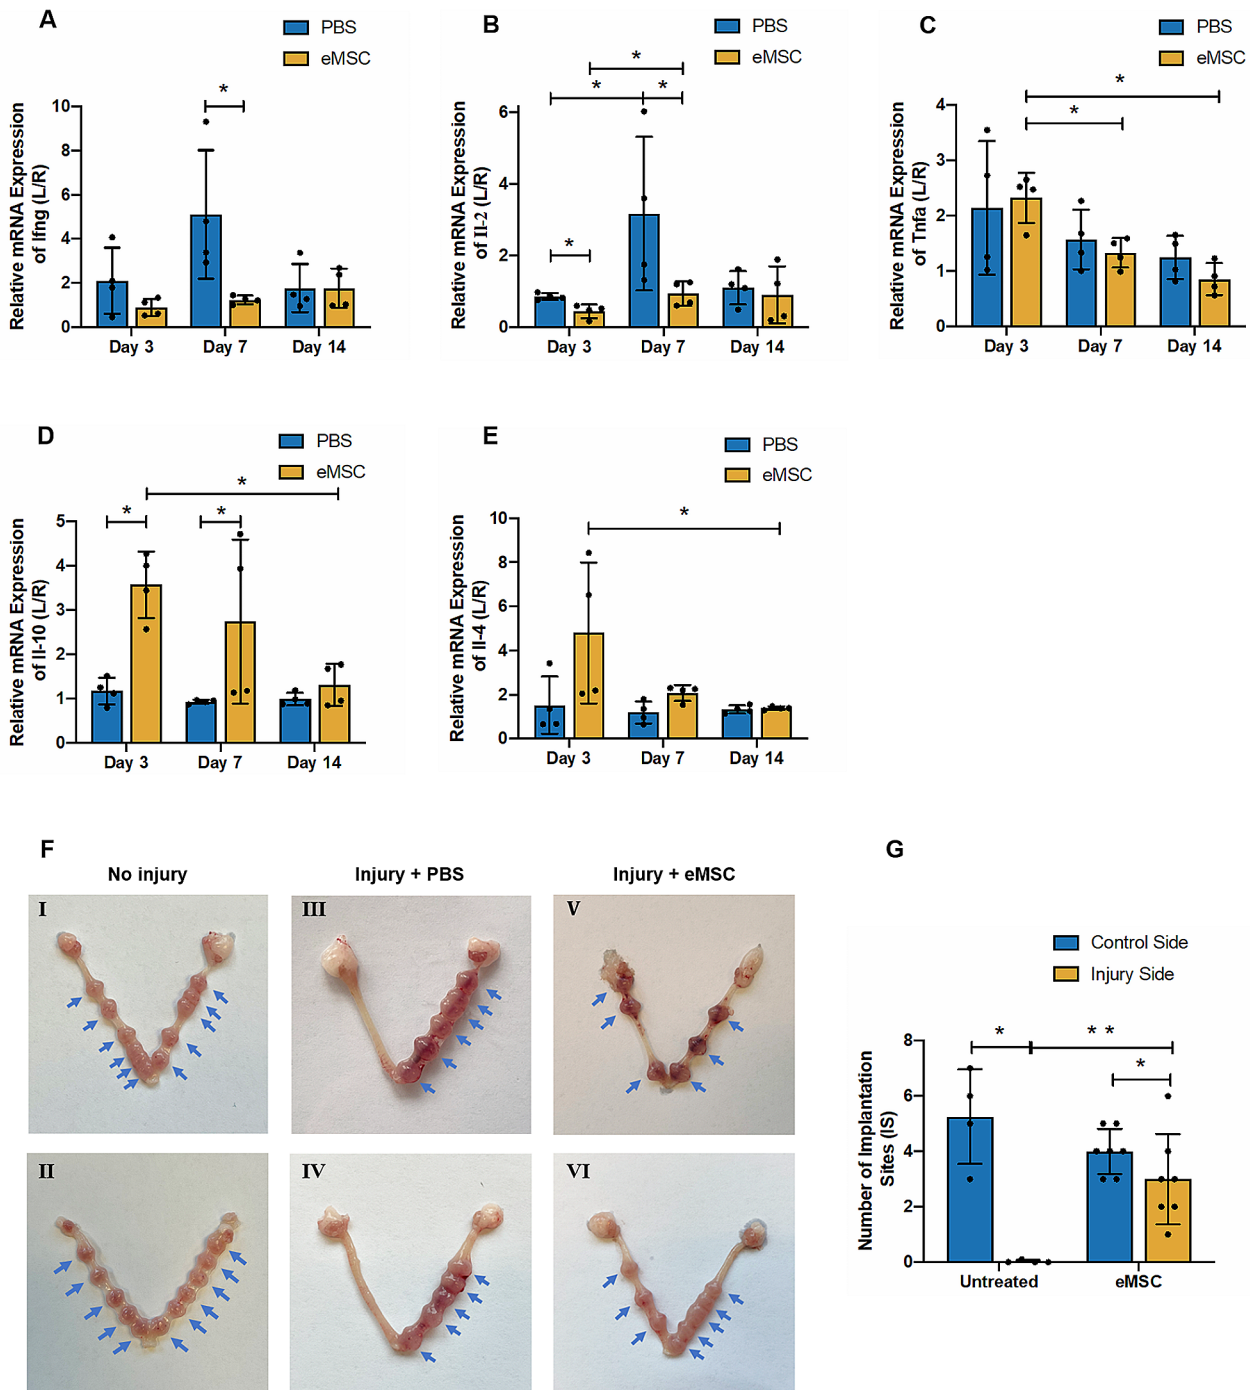 A
PBS
eMSC
*
Relative mRNA Expression
of Ifng (L/R)
10
8
6
4
2
0
Day 3
Day 7
Day 14
B
PBS
eMSC
*
*
*
*
Relative mRNA Expression
of Il-2 (L/R)
6
4
2
0
Day 3
Day 7
Day 14
C
PBS
eMSC
*
*
Relative mRNA Expression
of Tnfa (L/R)
4
3
2
1
0
Day 3
Day 7
Day 14
D
PBS
eMSC
*
*
*
Relative mRNA Expression
of Il-10 (L/R)
5
4
3
2
1
0
Day 3
Day 7
Day 14
E
PBS
eMSC
*
Relative mRNA Expression
of Il-4 (L/R)
10
8
6
4
2
0
Day 3
Day 7
Day 14
F
No injury
Injury + PBS
Injury + eMSC
I
III
V
II
IV
VI
G
Control Side
Injury Side
*
* *
*
Number of Implantation
Sites (IS)
8
6
4
2
0
Untreated
eMSC